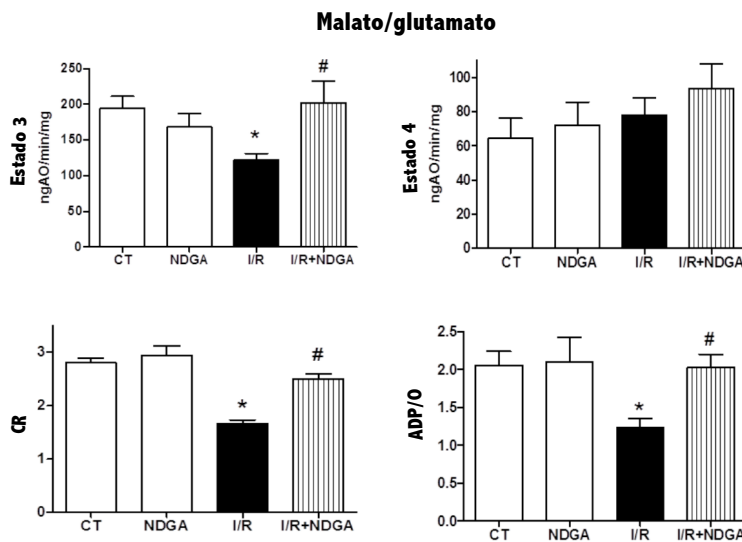 Malato/glutamato
Estado 3
ngAO/min/mg
250
200
150
100
50
0
*
#
CT NDGA I/R I/R+NDGA
Estado 4
ngAO/min/mg
100
80
60
40
20
0
CT NDGA I/R I/R+NDGA
CR
3
2
1
0
*
#
CT NDGA I/R I/R+NDGA
ADP/O
2.5
2.0
1.5
1.0
0.5
0.0
*
#
CT NDGA I/R I/R+NDGA